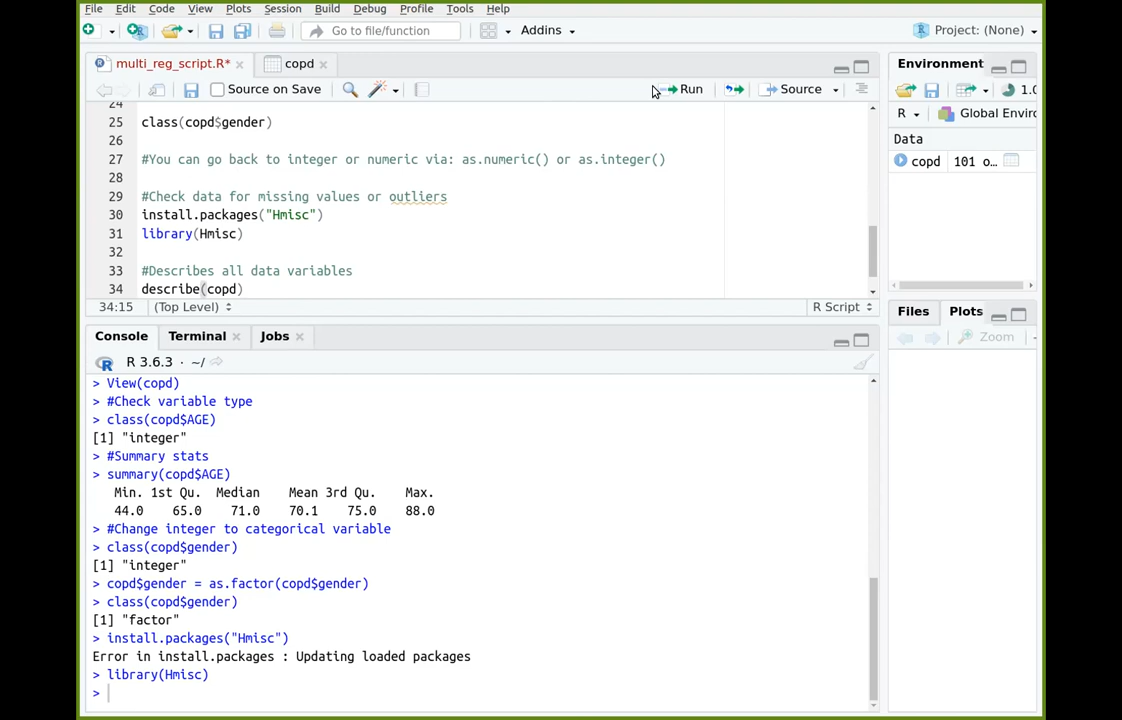 File Edit Code View Plots Session Build Debug Profile Tools Help
Go to file/function Addins Project: (None)
multi_reg_script.R* copd
Source on Save Run Source
24
25 class(copd$gender)
26
27 #You can go back to integer or numeric via: as.numeric() or as.integer()
28
29 #Check data for missing values or outliers
30 install.packages("Hmisc")
31 library(Hmisc)
32
33 #Describes all data variables
34 describe(copd)
34:15 (Top Level) R Script
Console Terminal Jobs
R 3.6.3 · ~/
> View(copd)
> #Check variable type
> class(copd$AGE)
[1] "integer"
> #Summary stats
> summary(copd$AGE)
Min. 1st Qu. Median Mean 3rd Qu. Max.
44.0 65.0 71.0 70.1 75.0 88.0
> #Change integer to categorical variable
> class(copd$gender)
[1] "integer"
> copd$gender = as.factor(copd$gender)
> class(copd$gender)
[1] "factor"
> install.packages("Hmisc")
Error in install.packages : Updating loaded packages
> library(Hmisc)
>
Environment
1.0
R Global Enviro
Data
copd 101 o...
Files Plots
Zoom